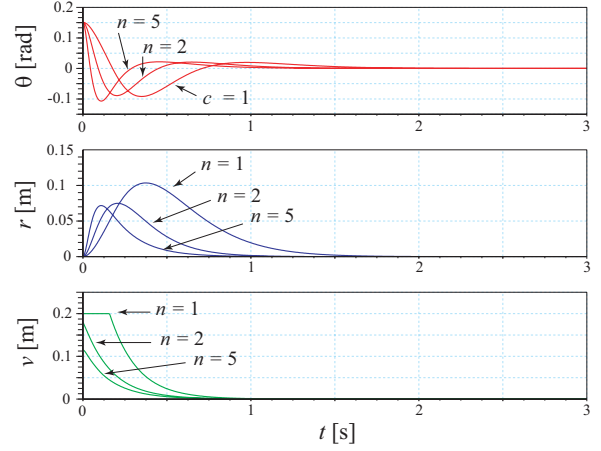 0.2
0.1
0
-0.1
θ [rad]
n = 5
n = 2
c = 1
0
1
2
3
0.15
0.1
0.05
0
r [m]
n = 1
n = 2
n = 5
0
1
2
3
0.2
0.1
0
v [m]
n = 1
n = 2
n = 5
0
1
2
3
t [s]